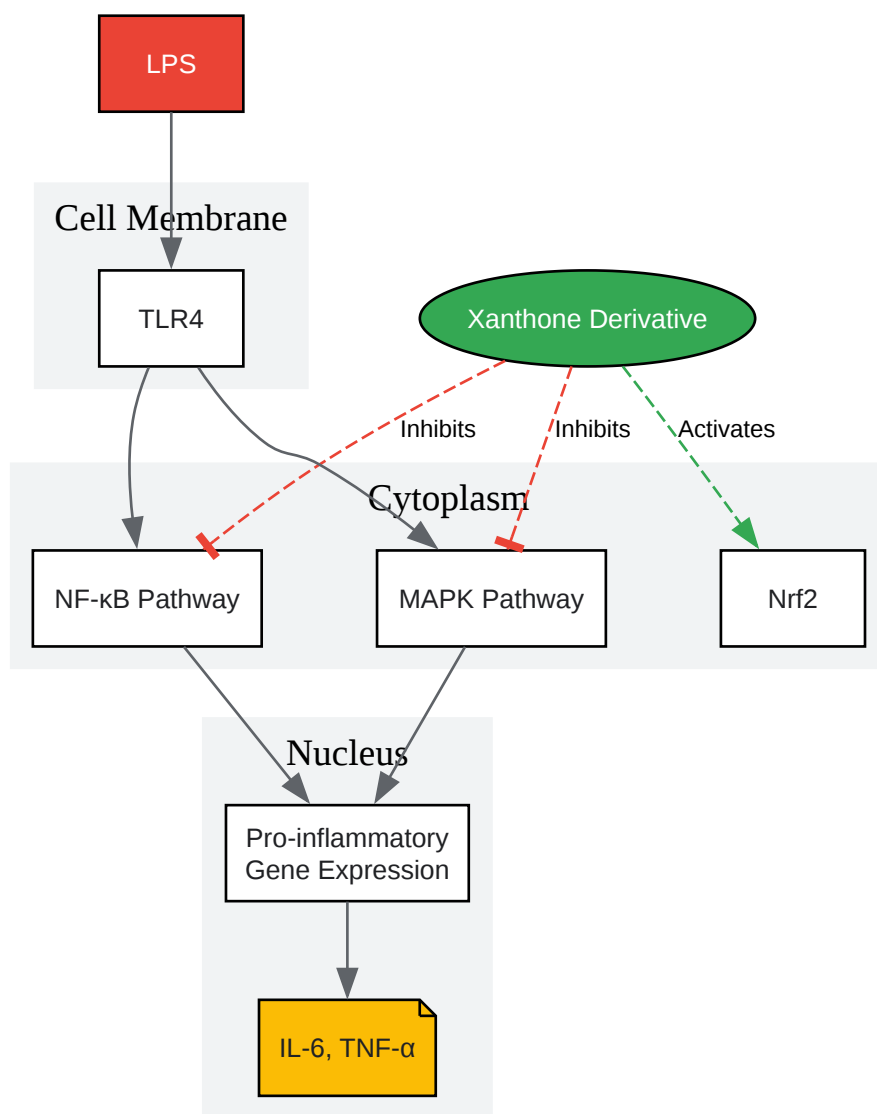 LPS
Cell Membrane
TLR4
Xanthone Derivative
Inhibits
Inhibits
Activates
Cytoplasm
NF-κB Pathway
MAPK Pathway
Nrf2
Nucleus
Pro-inflammatory
Gene Expression
IL-6, TNF-α